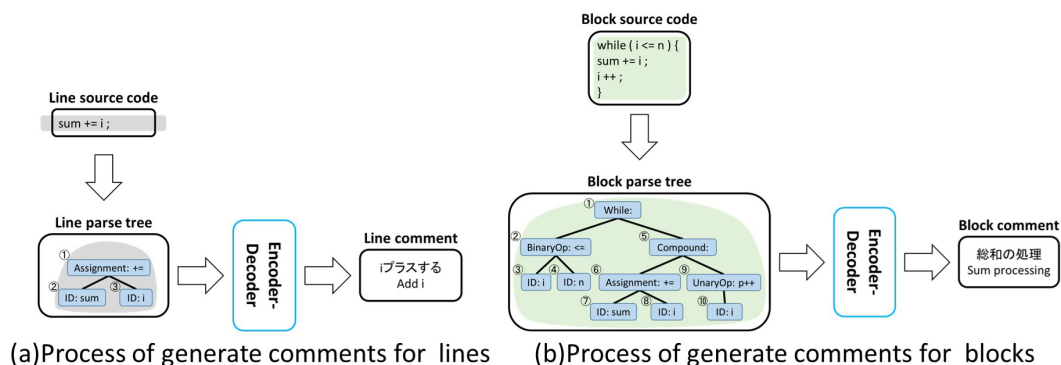 Line source code
sum += i ;
Line parse tree
①
Assignment: +=
②
ID: sum
③
ID: i
Encoder-
Decoder
Line comment
iプラスする
Add i
(a)Process of generate comments for lines
Block source code
while ( i <= n ) {
sum += i ;
i ++ ;
}
Block parse tree
①
While:
②
BinaryOp: <=
⑤
Compound:
③
ID: i
④
ID: n
⑥
Assignment: +=
⑨
UnaryOp: p++
⑦
ID: sum
⑧
ID: i
⑩
ID: i
Encoder-
Decoder
Block comment
総和の処理
Sum processing
(b)Process of generate comments for blocks